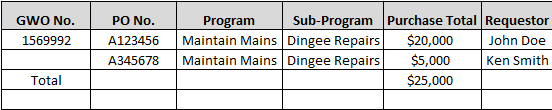 GWO No. PO No. Program Sub-Program Purchase Total Requestor
1569992 A123456 Maintain Mains Dingee Repairs $20,000 John Doe
A345678 Maintain Mains Dingee Repairs $5,000 Ken Smith
Total $25,000